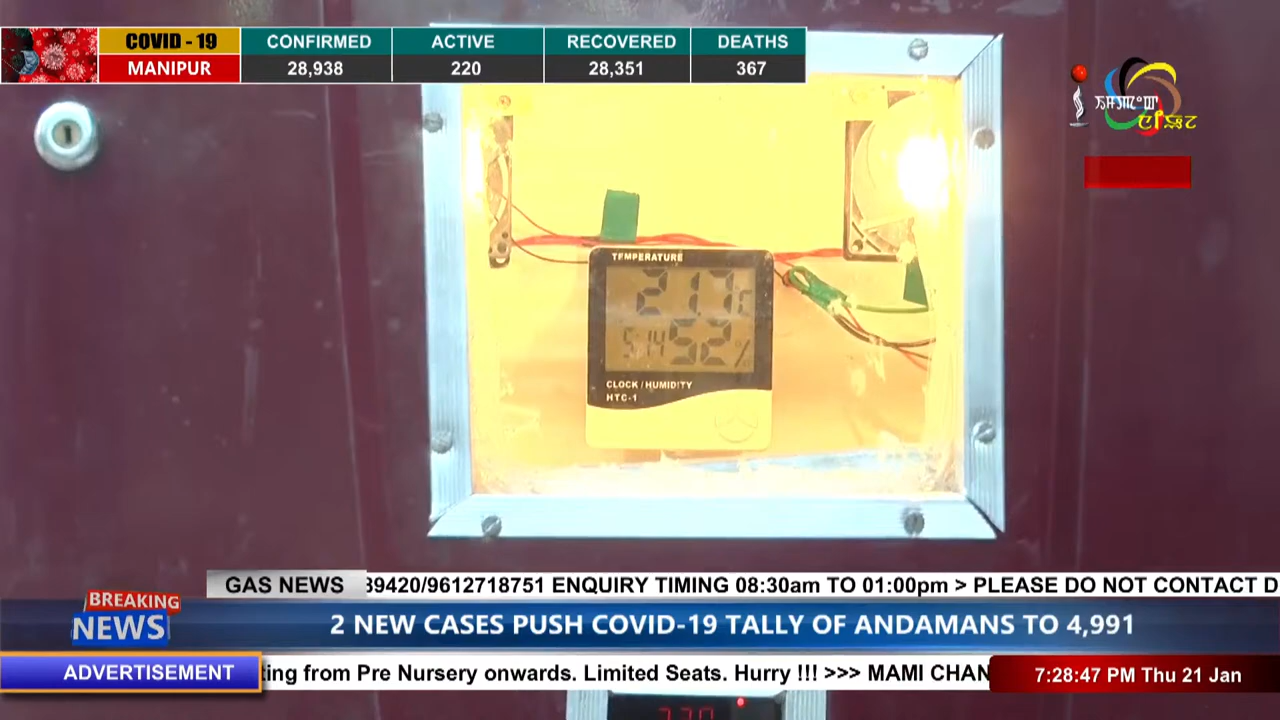 COVID - 19 CONFIRMED ACTIVE RECOVERED DEATHS
MANIPUR 28,938 220 28,351 367
TEMPERATURE
21.7 C
5:14 52%
CLOCK / HUMIDITY
HTC-1
GAS NEWS 39420/9612718751 ENQUIRY TIMING 08:30am TO 01:00pm > PLEASE DO NOT CONTACT D
BREAKING
NEWS
2 NEW CASES PUSH COVID-19 TALLY OF ANDAMANS TO 4,991
ADVERTISEMENT ting from Pre Nursery onwards. Limited Seats. Hurry !!! >>> MAMI CHAN 7:28:47 PM Thu 21 Jan